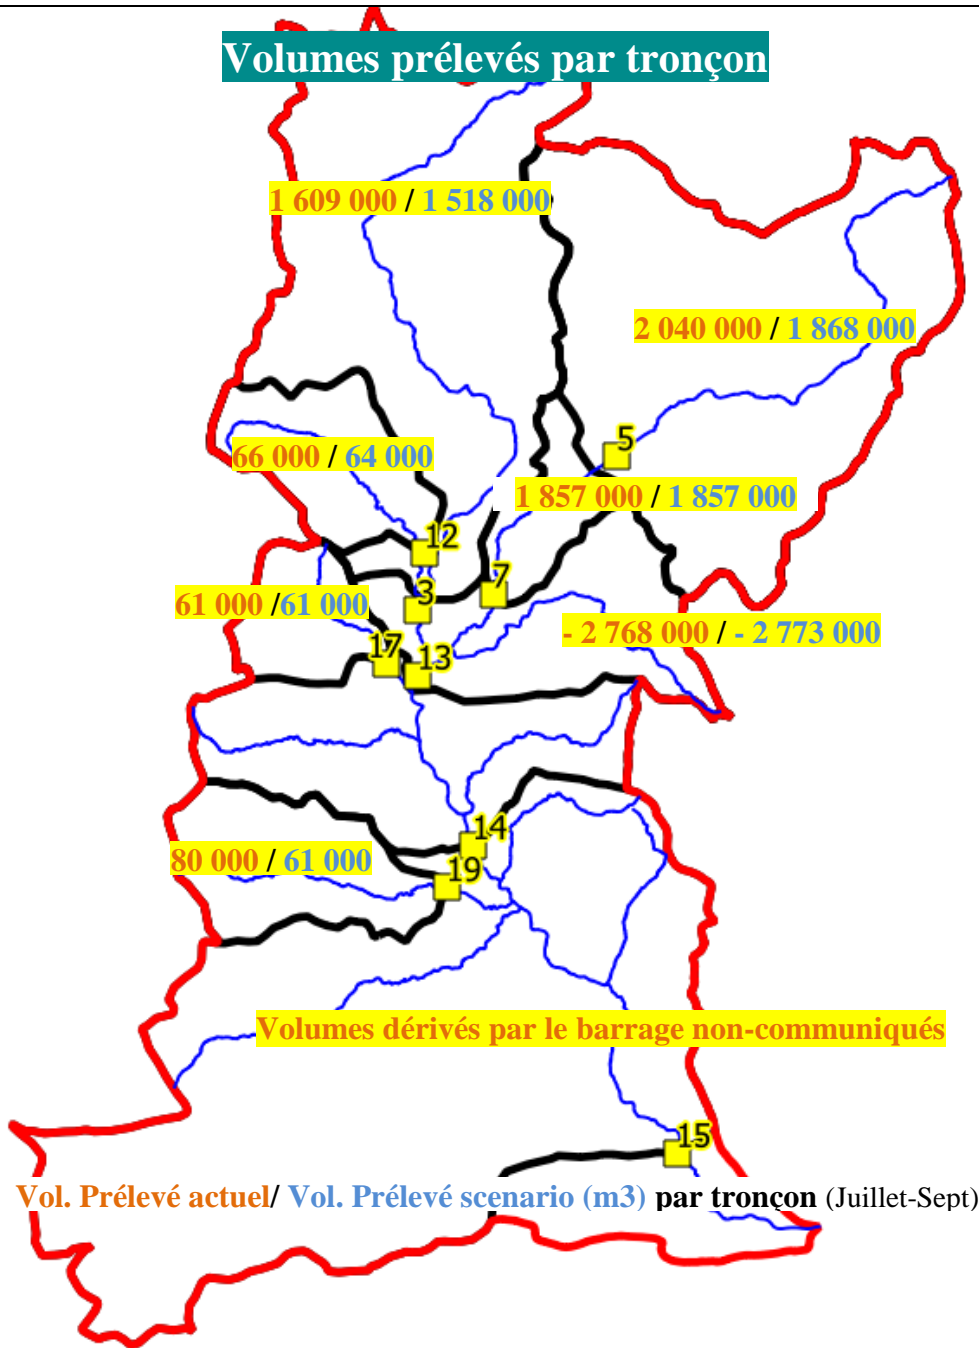 Volumes prélevés par tronçon
1 609 000 / 1 518 000
2 040 000 / 1 868 000
5
66 000 / 64 000
1 857 000 / 1 857 000
12
7
3
61 000 /61 000
- 2 768 000 / - 2 773 000
17
13
14
80 000 / 61 000
19
Volumes dérivés par le barrage non-communiqués
15
Vol. Prélevé actuel/ Vol. Prélevé scenario (m3) par tronçon (Juillet-Sept)